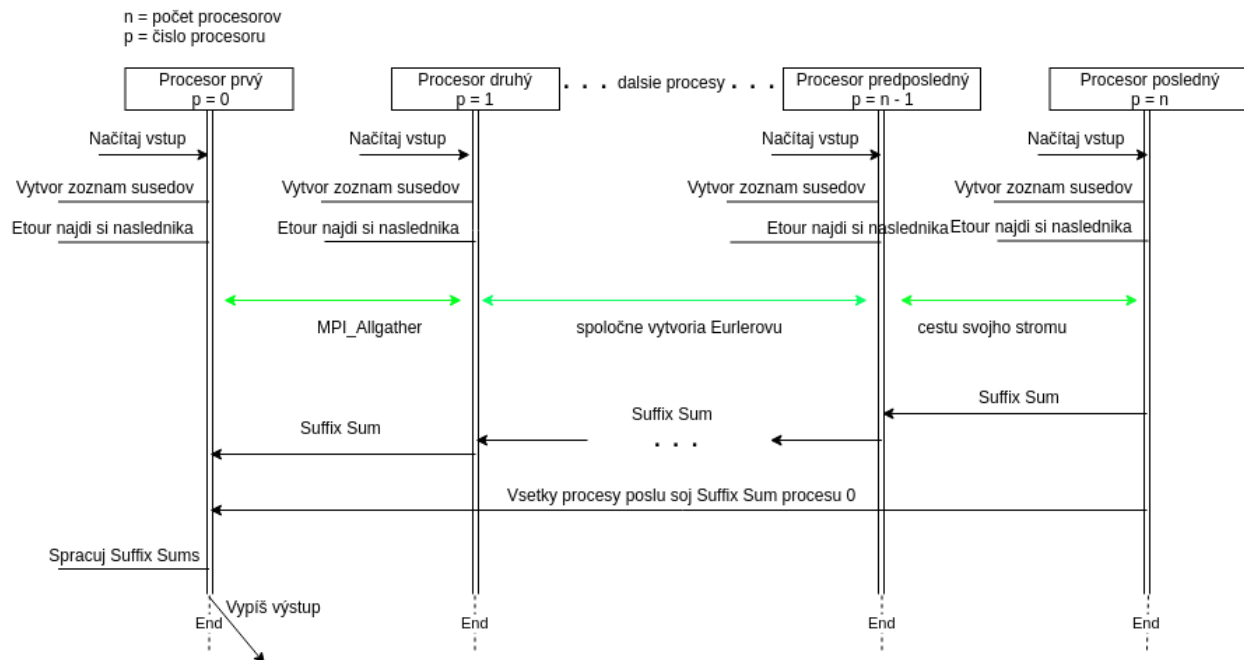 n = počet procesorov
p = čislo procesoru
Procesor prvý
p = 0
Procesor druhý
p = 1
. . . dalsie procesy . . .
Procesor predposledný
p = n - 1
Procesor posledný
p = n
Načítaj vstup
Načítaj vstup
Načítaj vstup
Načítaj vstup
Vytvor zoznam susedov
Vytvor zoznam susedov
Vytvor zoznam susedov
Vytvor zoznam susedov
Etour najdi si naslednika
Etour najdi si naslednika
Etour najdi si naslednika
Etour najdi si naslednika
MPI_Allgather
spoločne vytvoria Eurlerovu
cestu svojho stromu
Suffix Sum
Suffix Sum
. . .
Suffix Sum
Vsetky procesy poslu soj Suffix Sum procesu 0
Spracuj Suffix Sums
Vypíš výstup
End
End
End
End